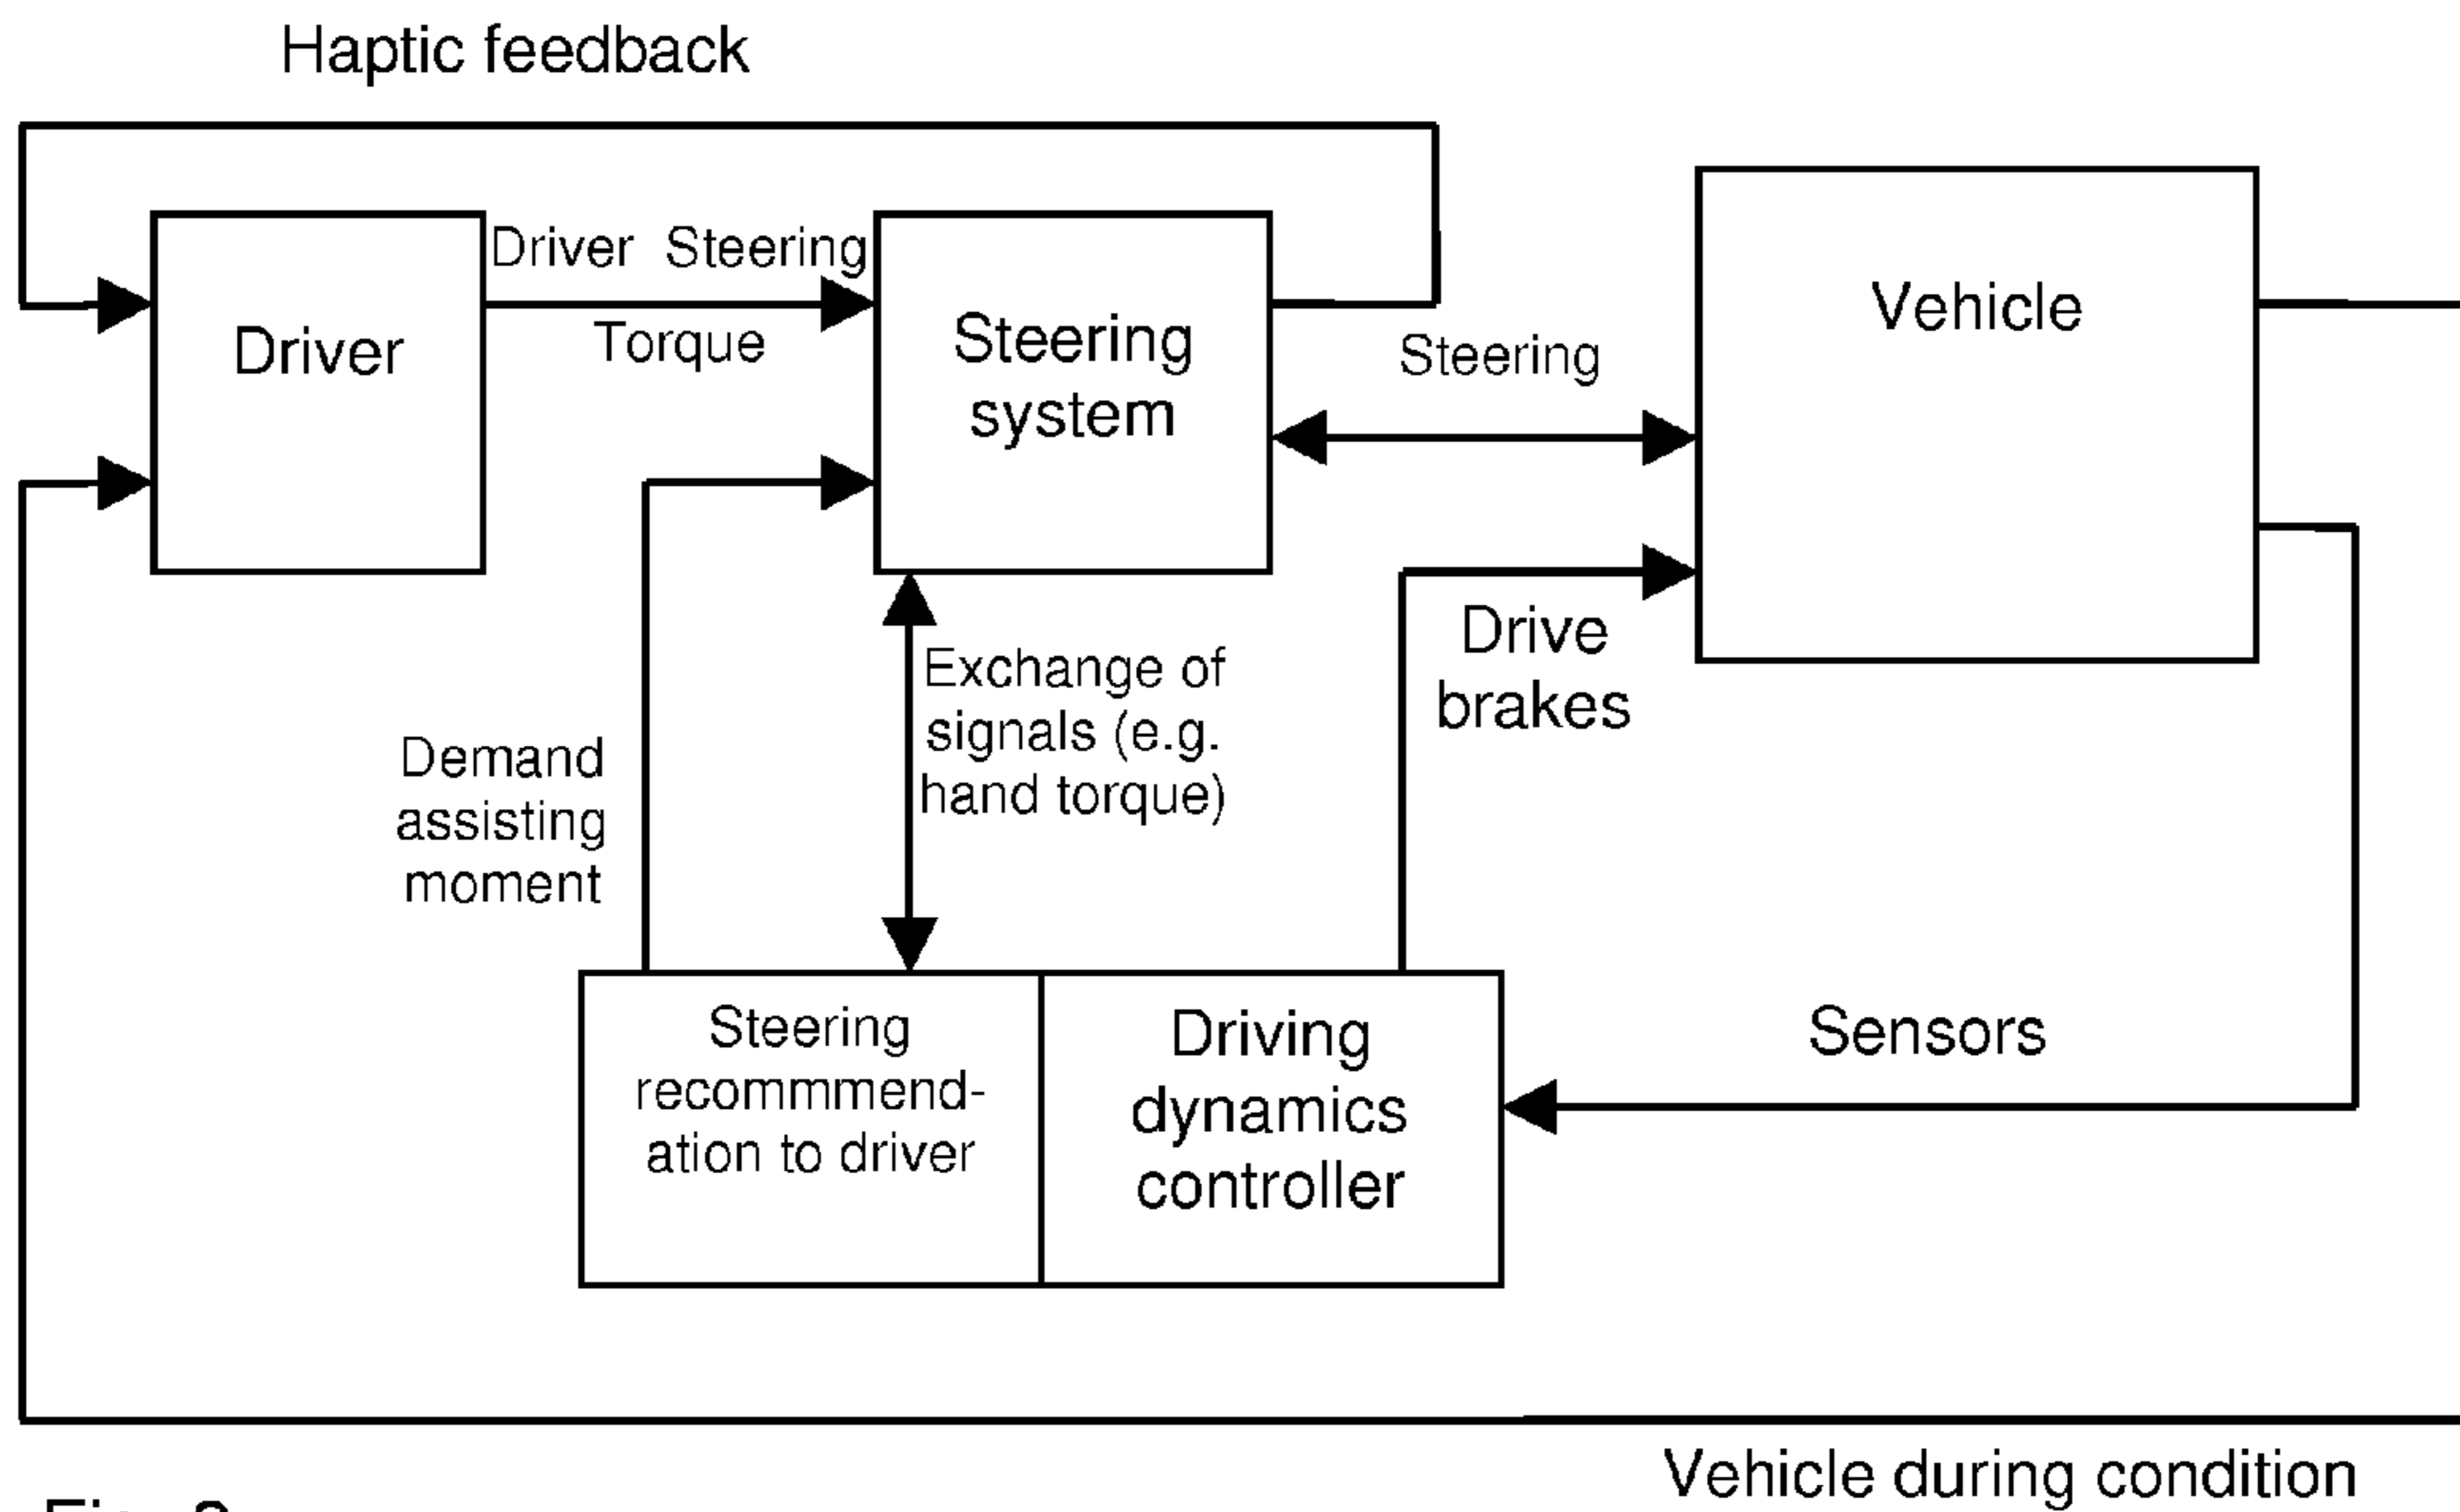 Haptic feedback
Driver Steering
Torque
Driver
Steering
system
Steering
Vehicle
Drive
brakes
Exchange of
signals (e.g.
hand torque)
Demand
assisting
moment
Steering
recommmend-
ation to driver
Driving
dynamics
controller
Sensors
Vehicle during condition